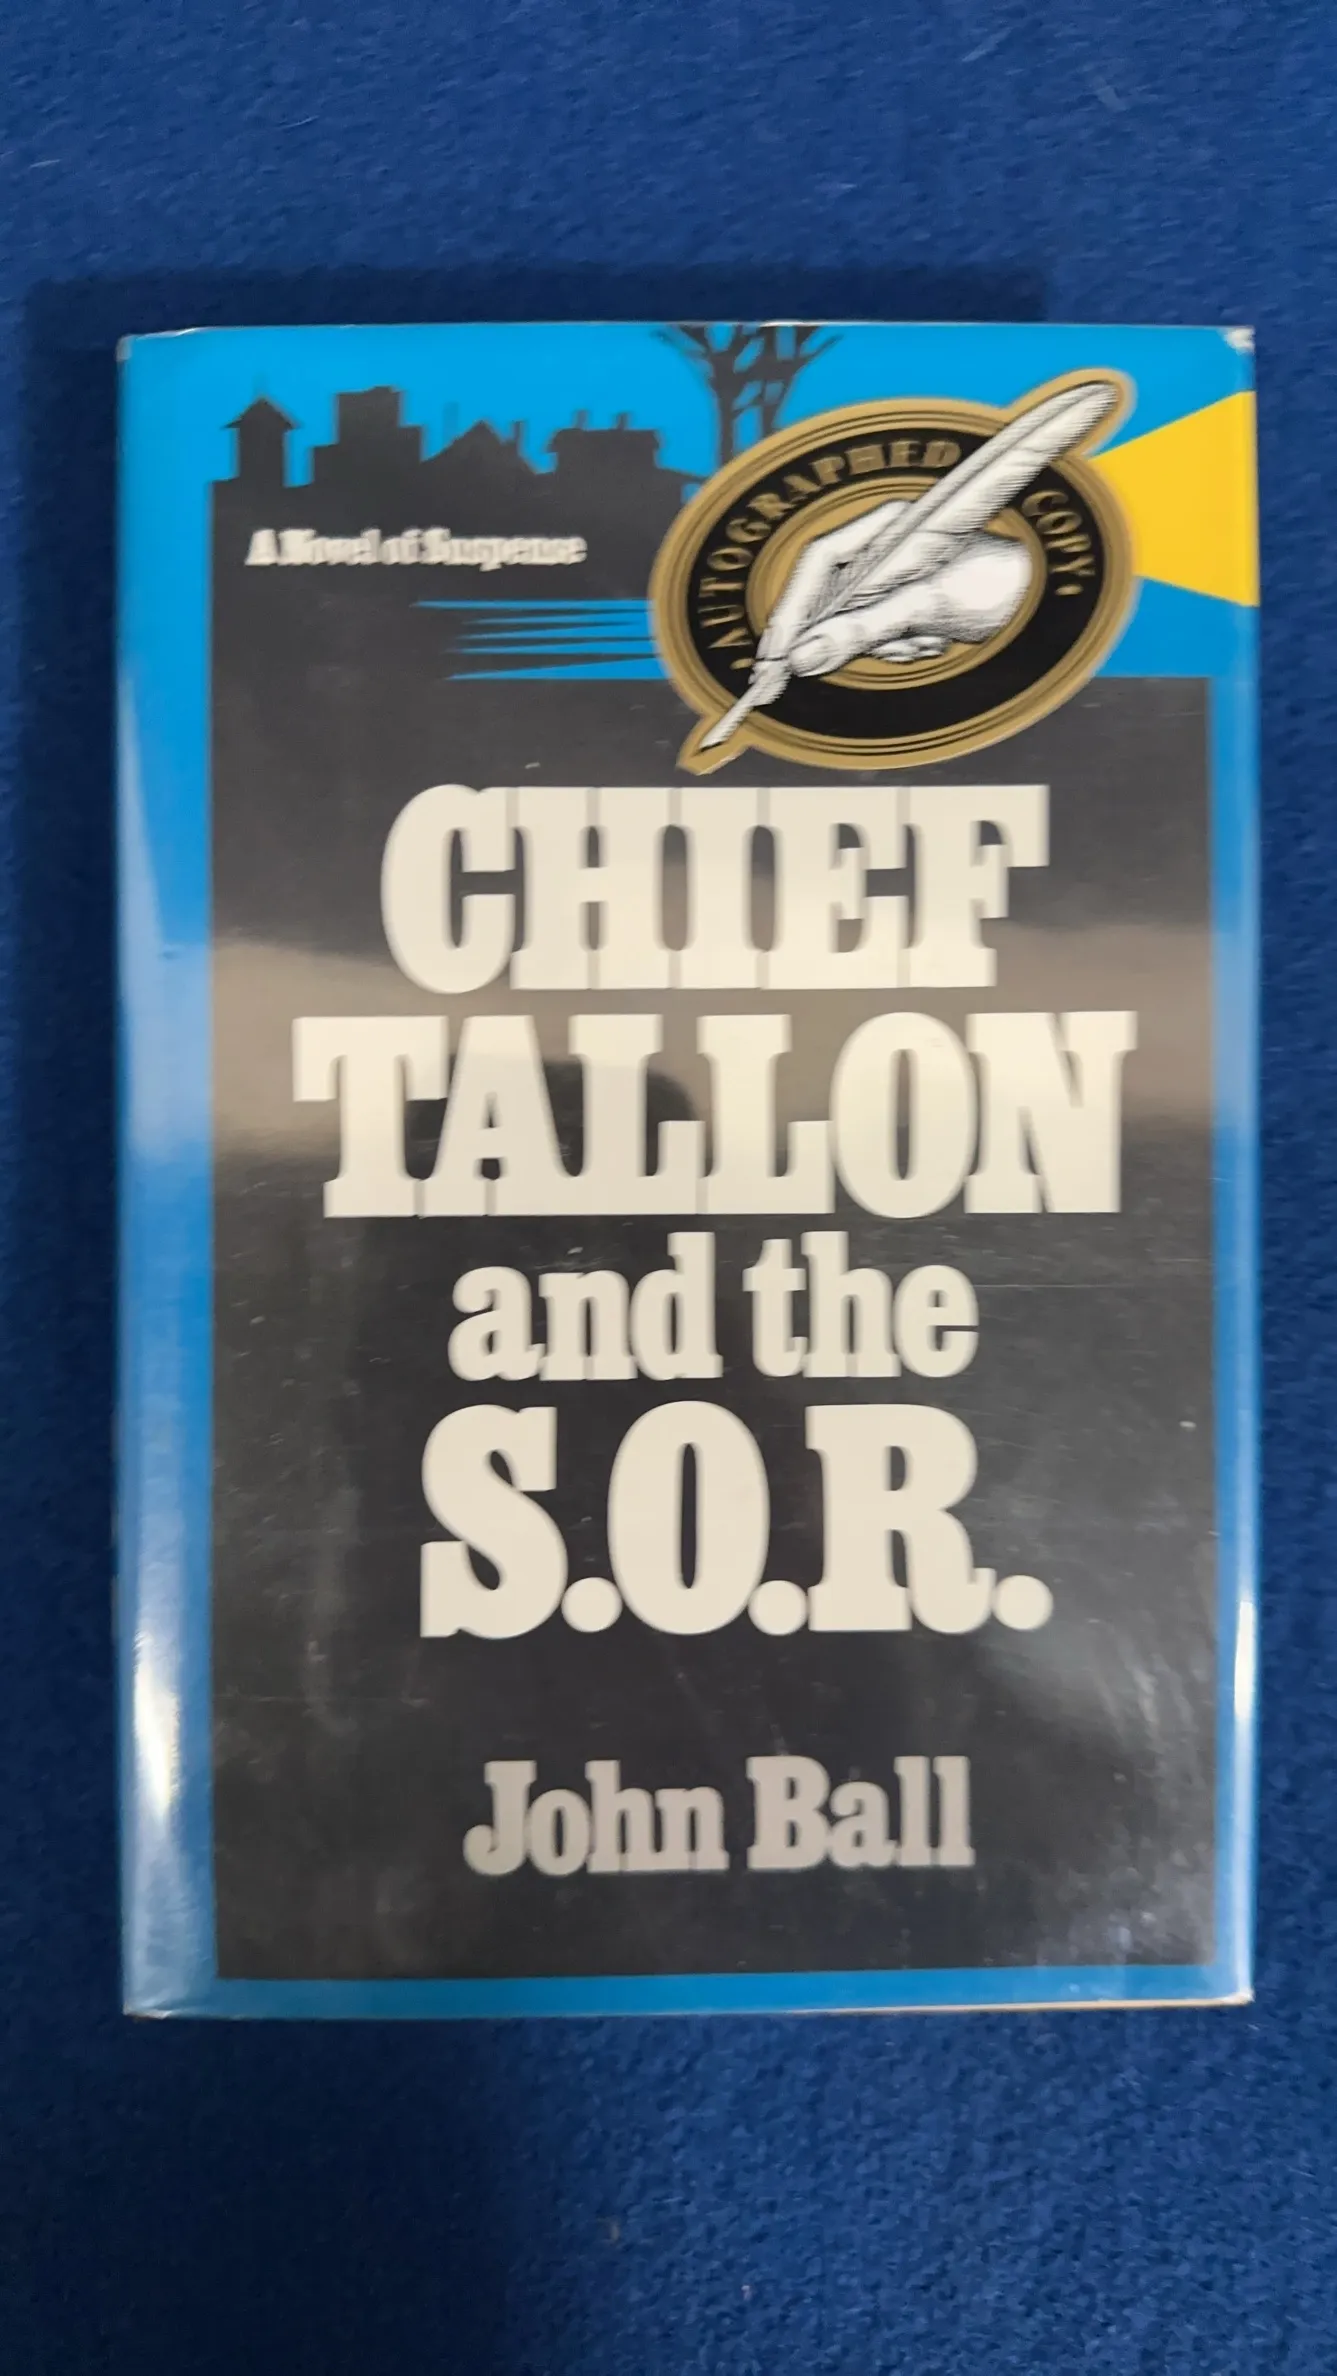 A Novel of Suspense
AUTOGRAPHED COPY
CHIEF
TALLON
and the
S.O.R.
John Ball